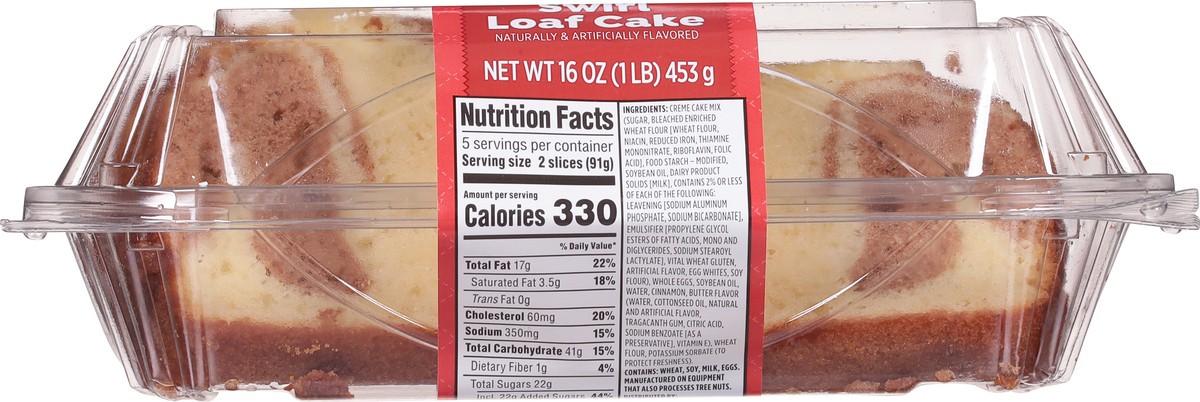 Swirl
Loaf Cake
NATURALLY & ARTIFICIALLY FLAVORED
NET WT 16 OZ (1 LB) 453 g
Nutrition Facts
5 servings per container
Serving size 2 slices (91g)
Amount per serving
Calories 330
% Daily Value*
Total Fat 17g 22%
Saturated Fat 3.5g 18%
Trans Fat 0g
Cholesterol 60mg 20%
Sodium 350mg 15%
Total Carbohydrate 41g 15%
Dietary Fiber 1g 4%
Total Sugars 22g
Incl. 22g Added Sugars 44%
INGREDIENTS: CREME CAKE MIX
(SUGAR, BLEACHED ENRICHED
WHEAT FLOUR [WHEAT FLOUR,
NIACIN, REDUCED IRON, THIAMINE
MONONITRATE, RIBOFLAVIN, FOLIC
ACID], FOOD STARCH – MODIFIED,
SOYBEAN OIL, DAIRY PRODUCT
SOLIDS [MILK], CONTAINS 2% OR LESS
OF EACH OF THE FOLLOWING:
LEAVENING [SODIUM ALUMINUM
PHOSPHATE, SODIUM BICARBONATE],
EMULSIFIER [PROPYLENE GLYCOL
ESTERS OF FATTY ACIDS, MONO AND
DIGLYCERIDES, SODIUM STEAROYL
LACTYLATE], VITAL WHEAT GLUTEN,
ARTIFICIAL FLAVOR, EGG WHITES, SOY
FLOUR), WHOLE EGGS, SOYBEAN OIL,
WATER, CINNAMON, BUTTER FLAVOR
(WATER, COTTONSEED OIL, NATURAL
AND ARTIFICIAL FLAVOR,
TRAGACANTH GUM, CITRIC ACID,
SODIUM BENZOATE [AS A
PRESERVATIVE], VITAMIN E), WHEAT
FLOUR, POTASSIUM SORBATE (TO
PROTECT FRESHNESS).
CONTAINS: WHEAT, SOY, MILK, EGGS.
MANUFACTURED ON EQUIPMENT
THAT ALSO PROCESSES TREE NUTS.
DISTRIBUTED BY: